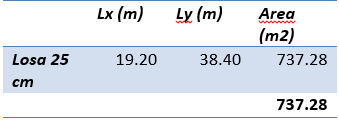 Lx (m) Ly (m) Area
(m2)
Losa 25 19.20 38.40 737.28
cm
737.28